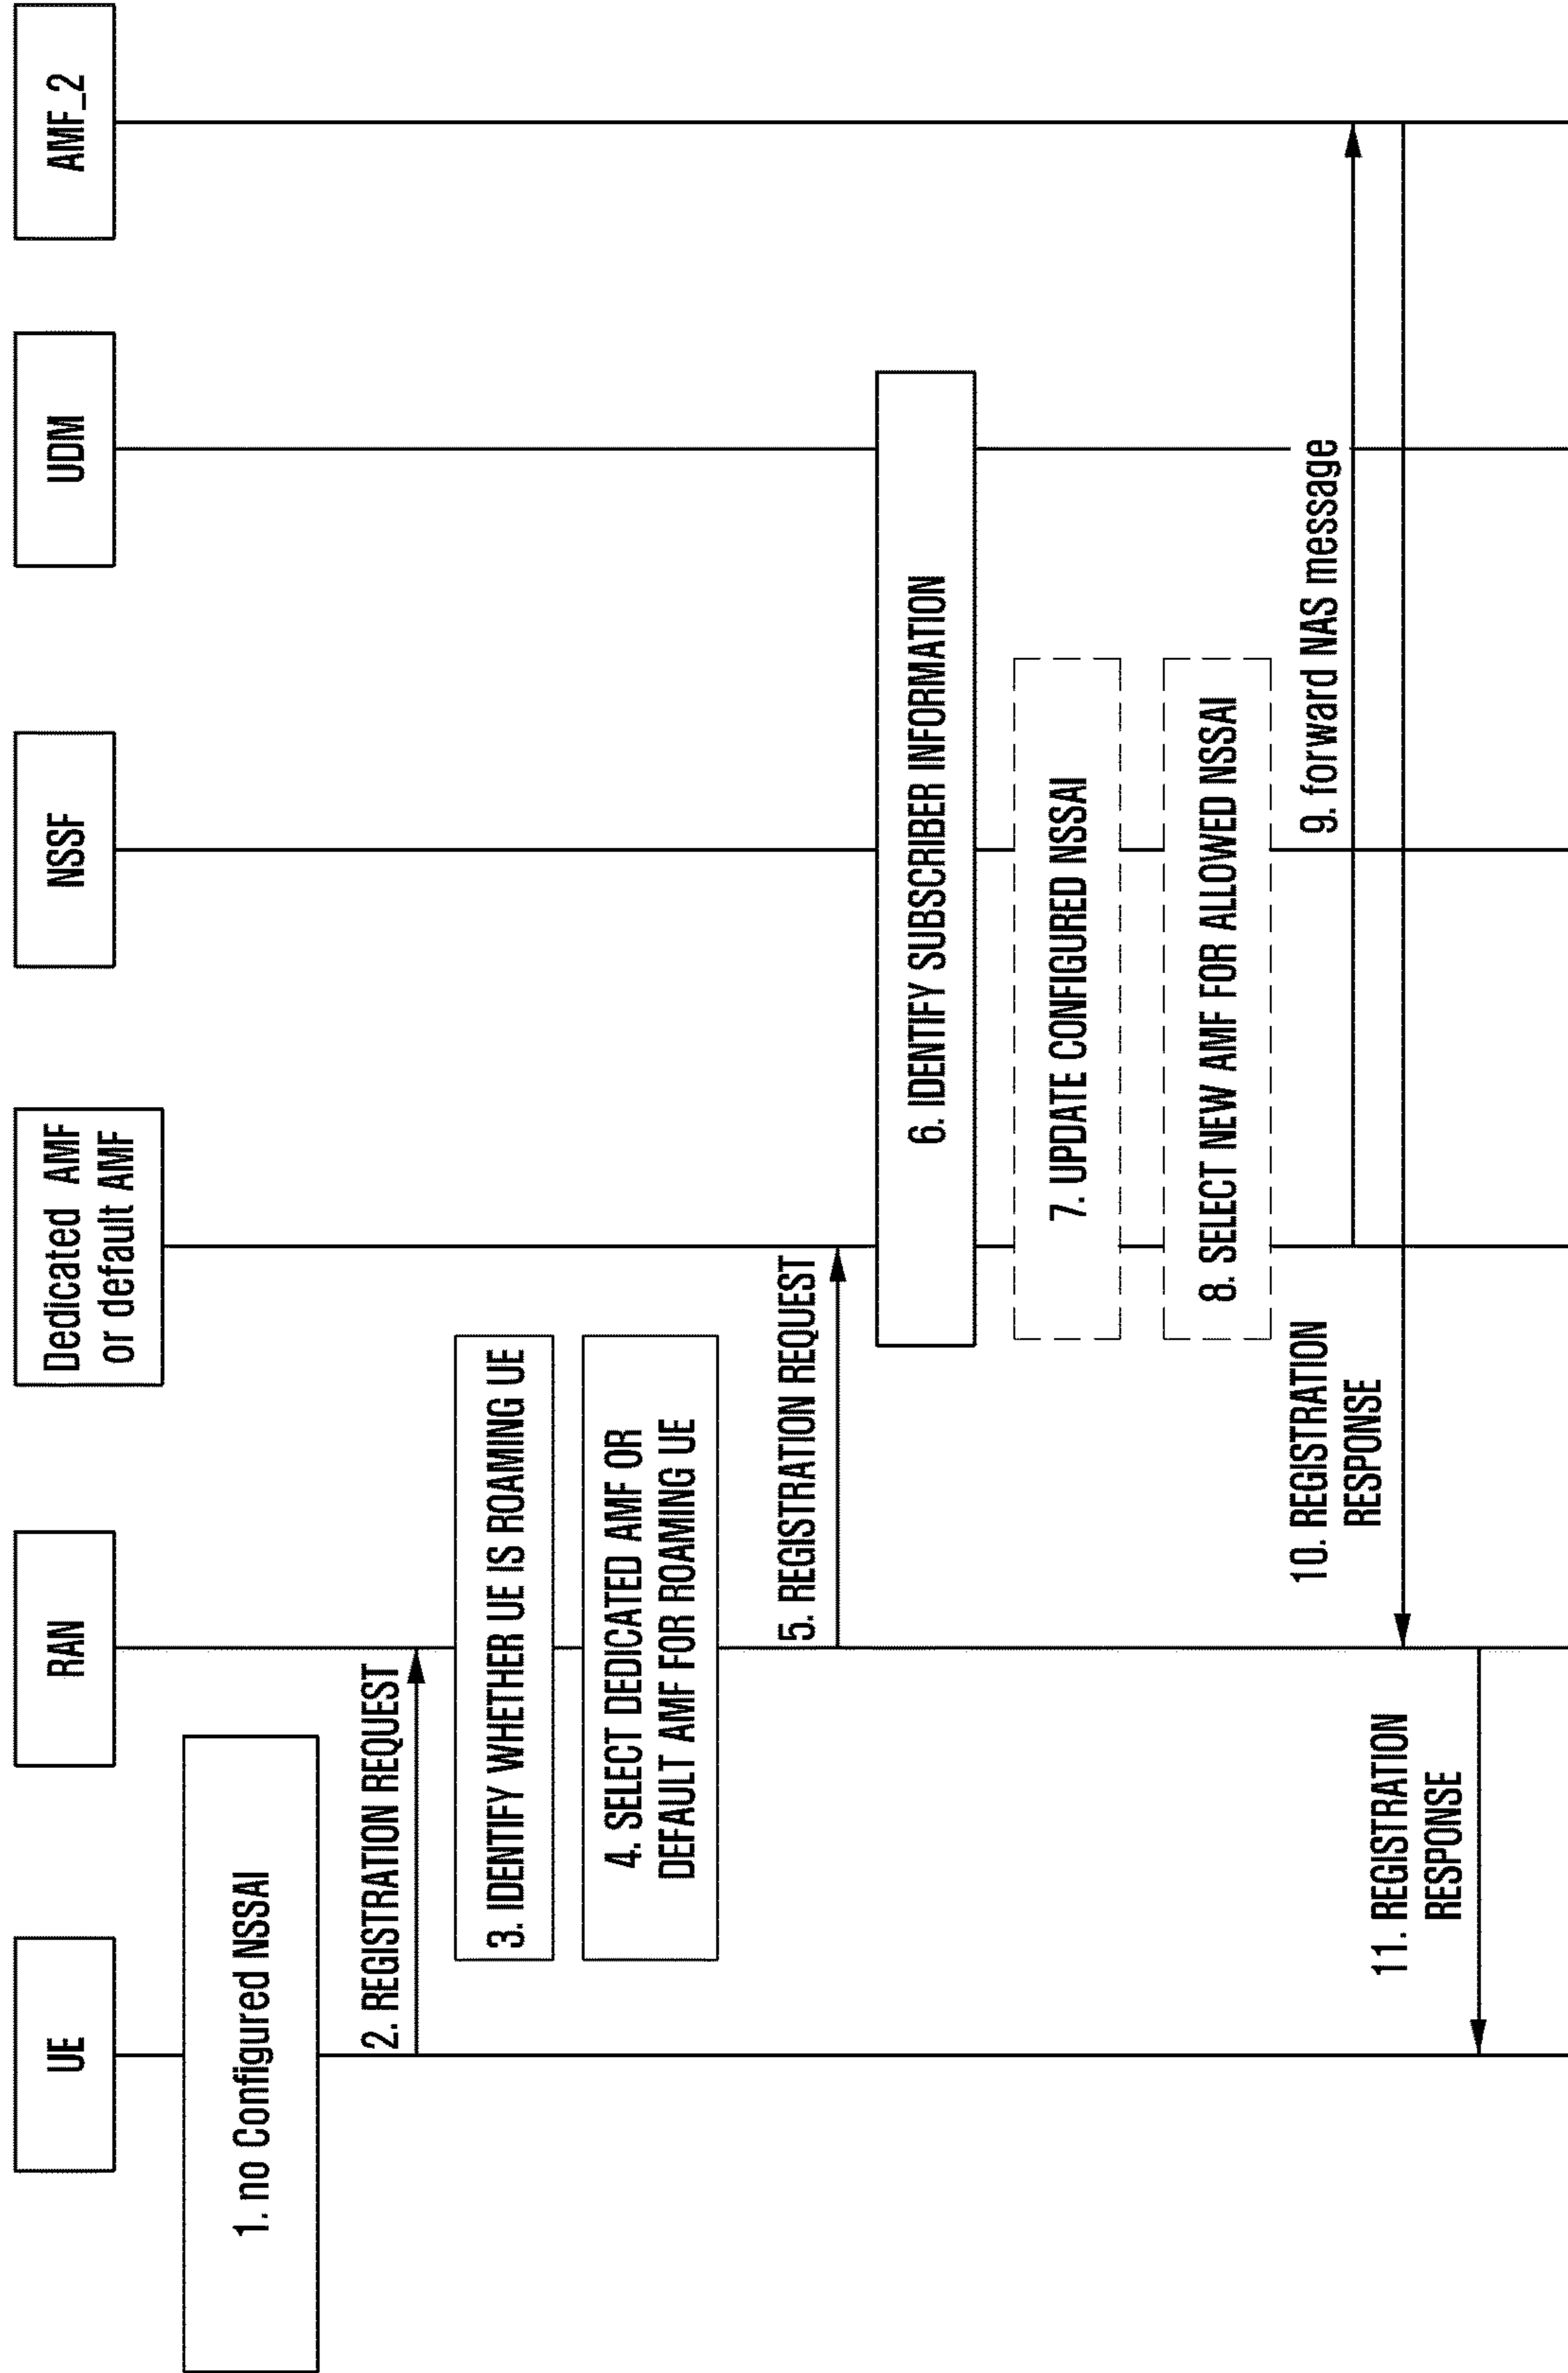 UE
RAN
Dedicated AMF
or default AMF
NSSF
UDM
AMF_2
1. no Configured NSSAI
2. REGISTRATION REQUEST
3. IDENTIFY WHETHER UE IS ROAMING UE
4. SELECT DEDICATED AMF OR
DEFAULT AMF FOR ROAMING UE
5. REGISTRATION REQUEST
6. IDENTIFY SUBSCRIBER INFORMATION
7. UPDATE CONFIGURED NSSAI
8. SELECT NEW AMF FOR ALLOWED NSSAI
9. forward NAS message
10. REGISTRATION
RESPONSE
11. REGISTRATION
RESPONSE